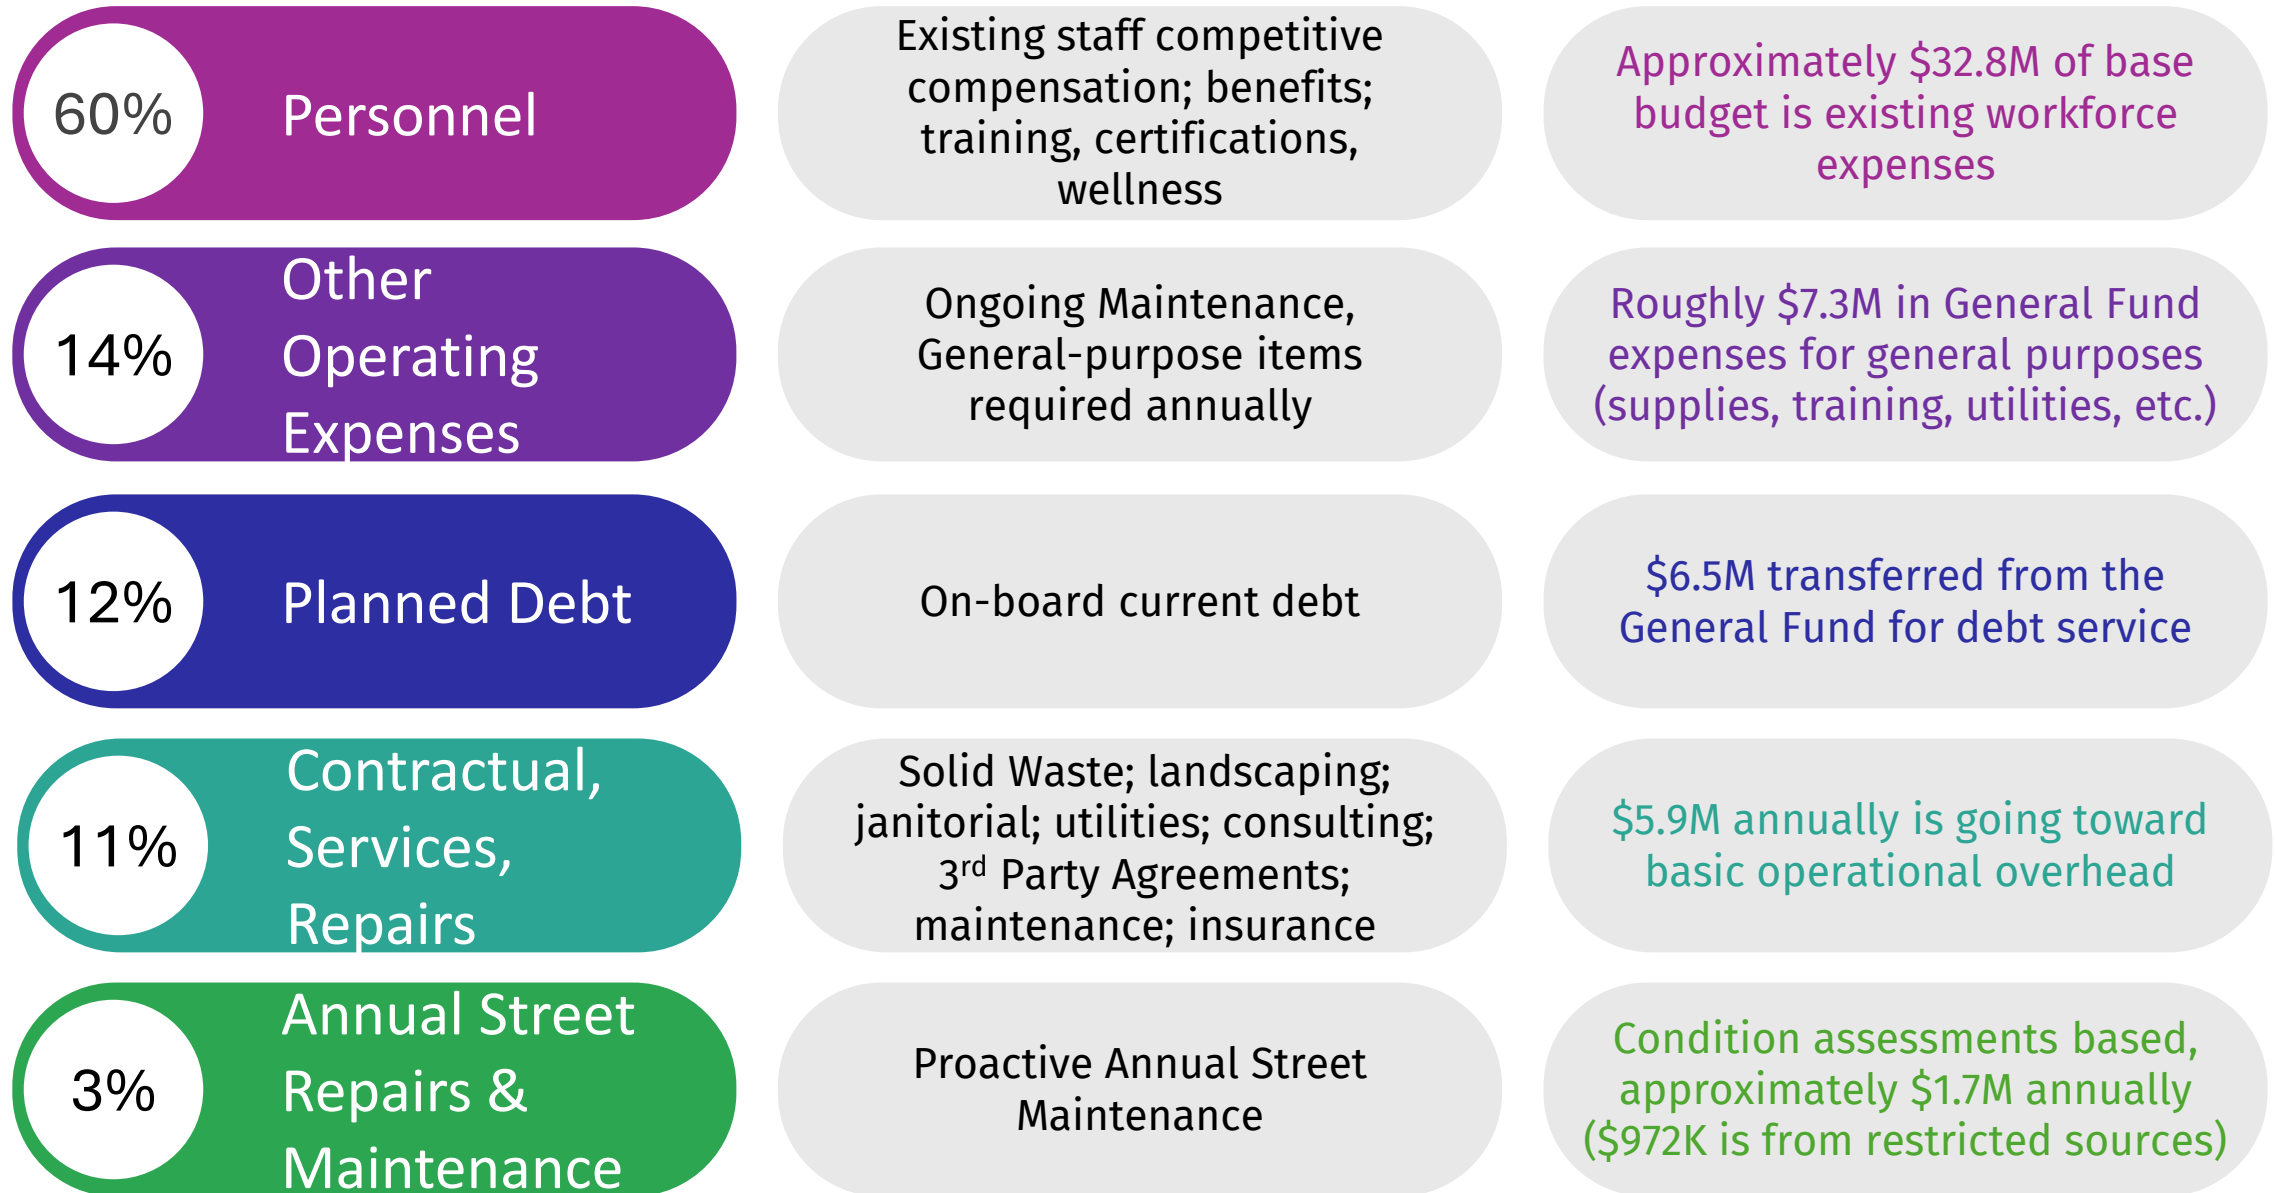 60%
Personnel
Existing staff competitive
compensation; benefits;
training, certifications,
wellness
Approximately $32.8M of base
budget is existing workforce
expenses
14%
Other
Operating
Expenses
Ongoing Maintenance,
General-purpose items
required annually
Roughly $7.3M in General Fund
expenses for general purposes
(supplies, training, utilities, etc.)
12%
Planned Debt
On-board current debt
$6.5M transferred from the
General Fund for debt service
11%
Contractual,
Services,
Repairs
Solid Waste; landscaping;
janitorial; utilities; consulting;
3rd Party Agreements;
maintenance; insurance
$5.9M annually is going toward
basic operational overhead
3%
Annual Street
Repairs &
Maintenance
Proactive Annual Street
Maintenance
Condition assessments based,
approximately $1.7M annually
($972K is from restricted sources)